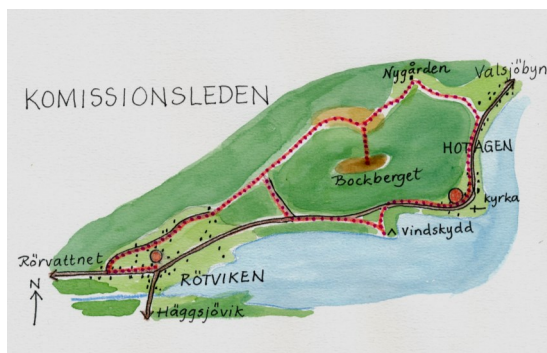 Nygården
Valsjöbyn
KOMISSIONSLEDEN
HOTAGEN
Bockberget
kyrka
Vindskydd
Rörvattnet
RÖTVIKEN
N
Häggsjövik